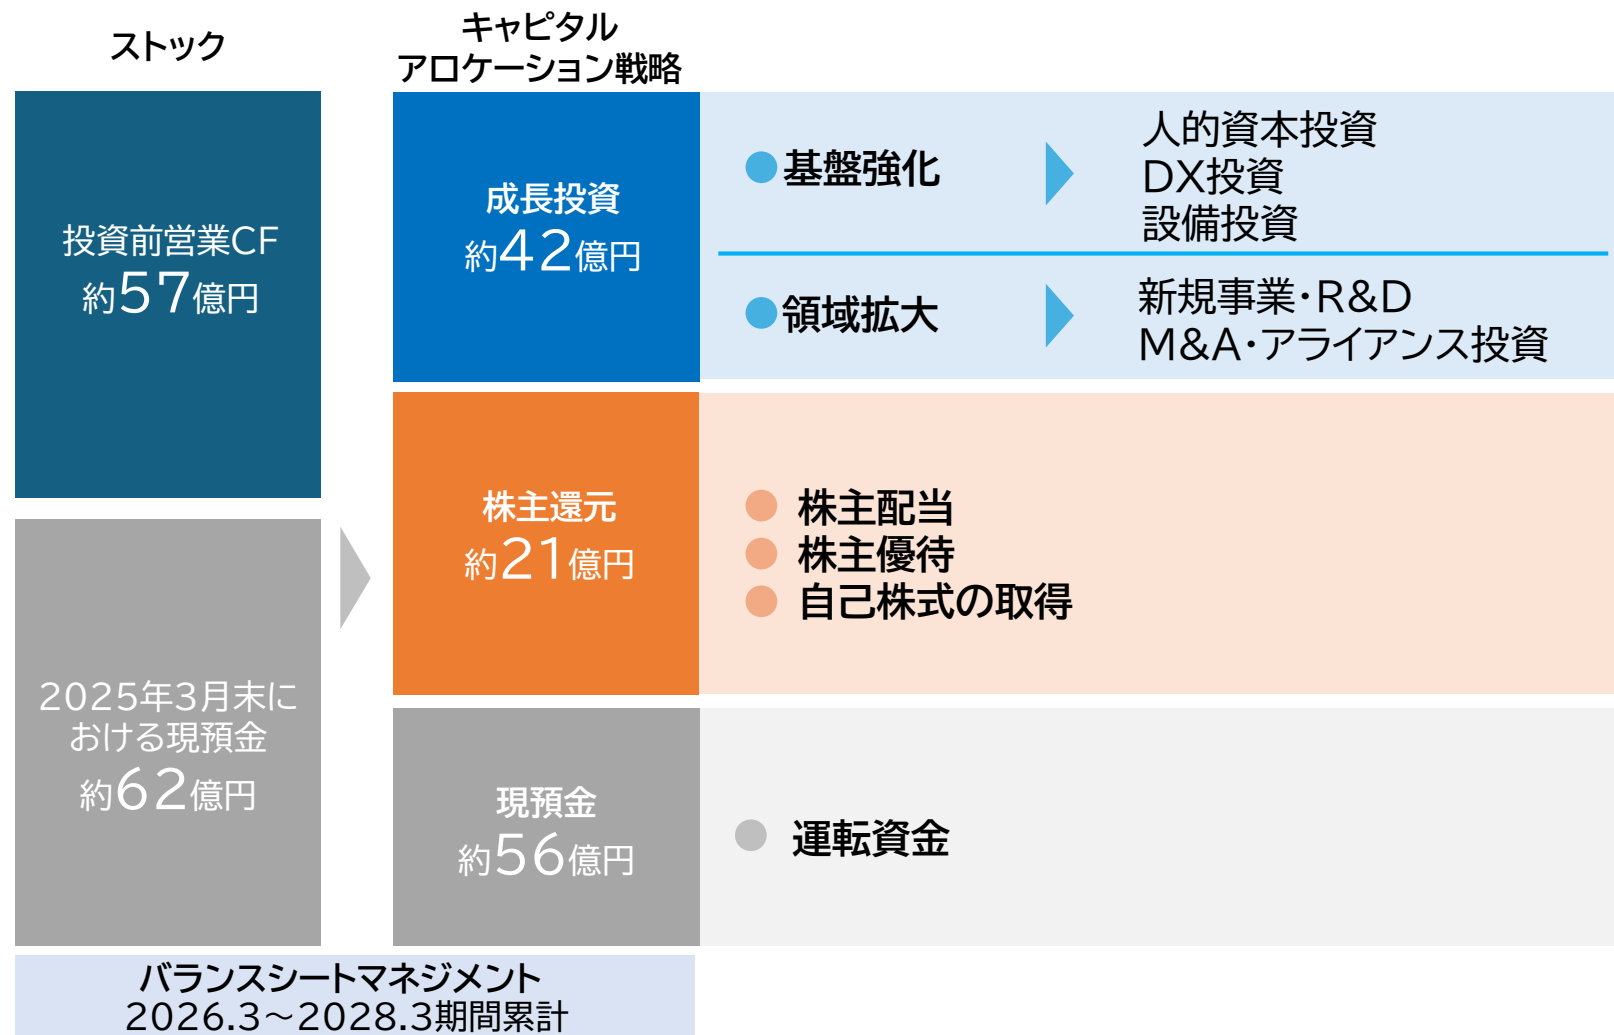 ストック
キャピタル
アロケーション戦略
投資前営業CF
約57億円
2025年3月末に
おける現預金
約62億円
成長投資
約42億円
●基盤強化
人的資本投資
DX投資
設備投資
●領域拡大
新規事業・R&D
M&A・アライアンス投資
株主還元
約21億円
● 株主配当
● 株主優待
● 自己株式の取得
現預金
約56億円
● 運転資金
バランスシートマネジメント
2026.3～2028.3期間累計